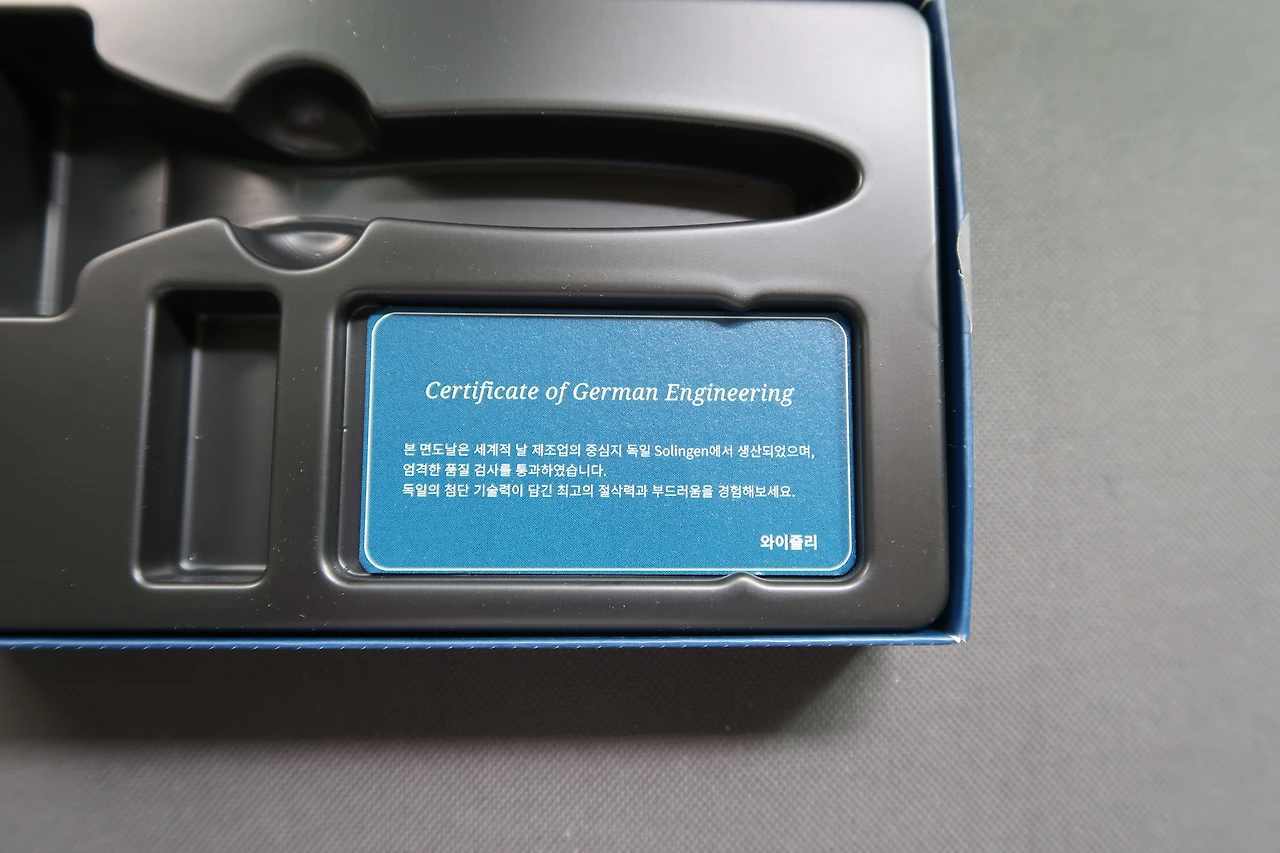 Certificate of German Engineering
본 면도날은 세계적 날 제조업의 중심지 독일 Solingen에서 생산되었으며,
엄격한 품질 검사를 통과하였습니다.
독일의 첨단 기술력이 담긴 최고의 절삭력과 부드러움을 경험해보세요.
와이즐리